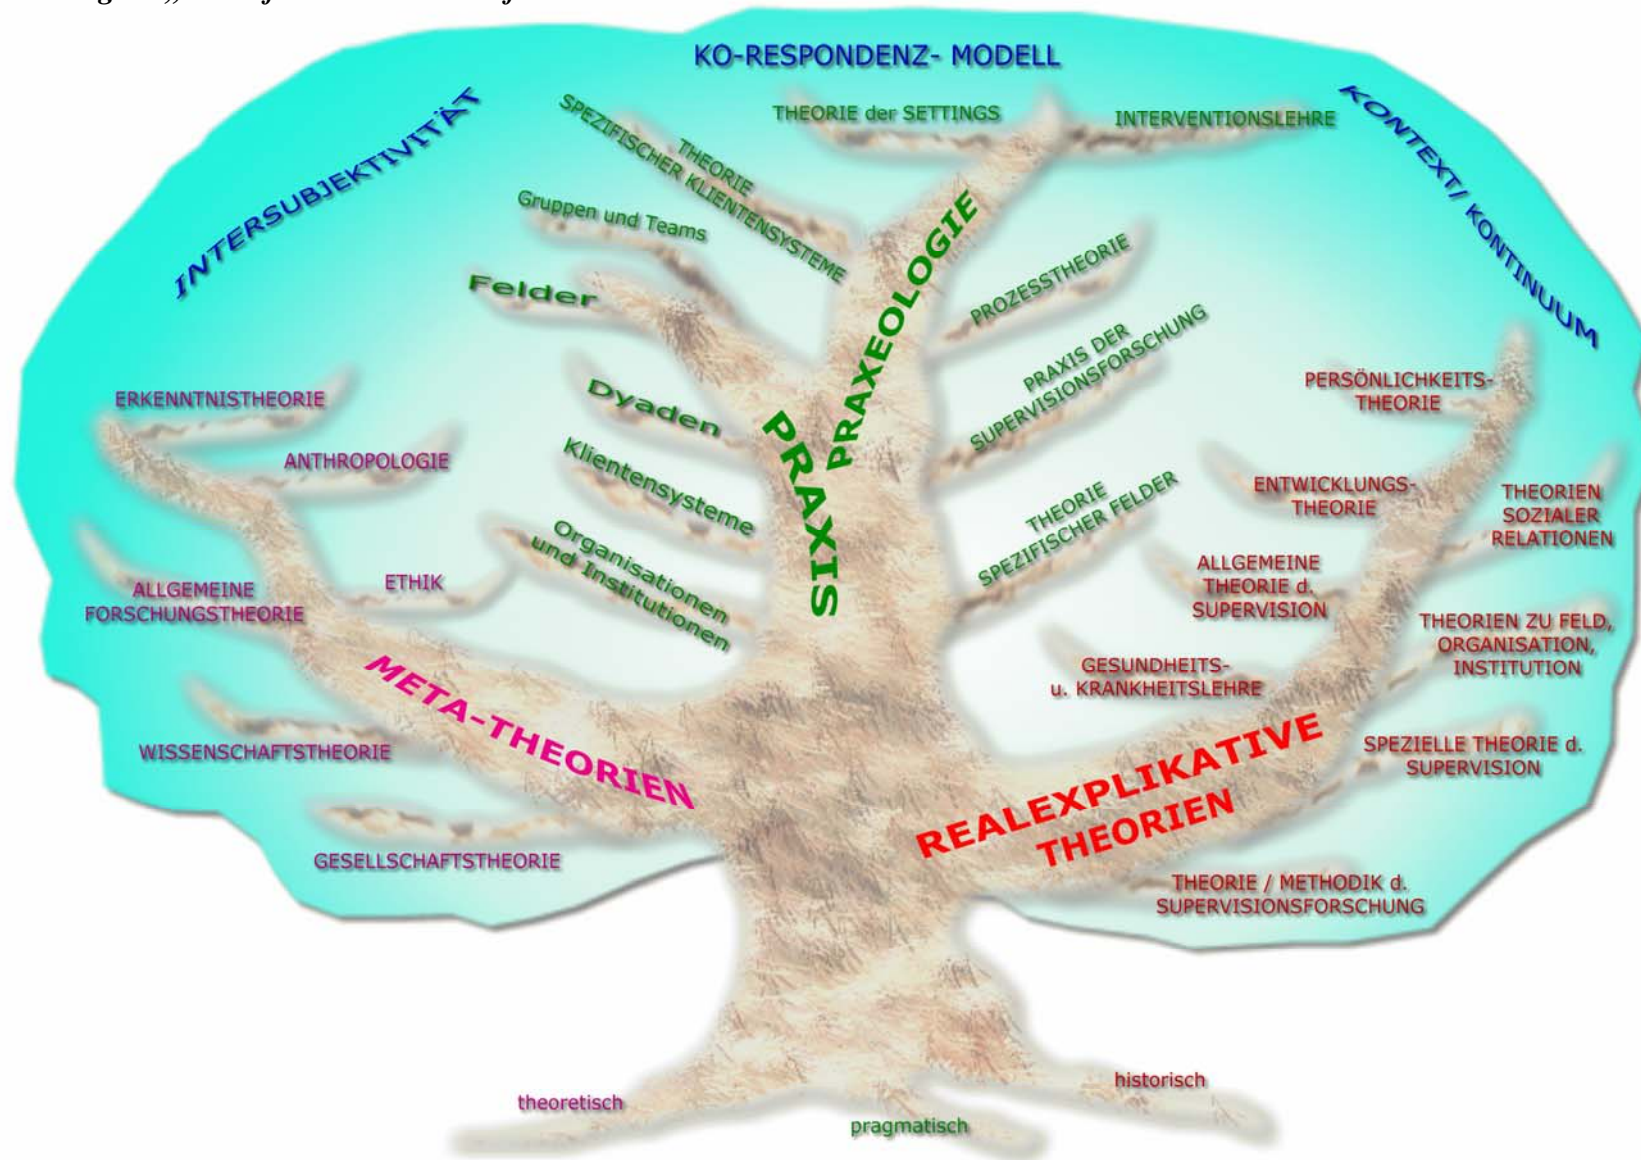 KO-RESPONDENZ- MODELL
INTERSUBJEKTIVITÄT
KONTEXT/ KONTINUUM
THEORIE der SETTINGS
INTERVENTIONSLEHRE
THEORIE
SPEZIFISCHER KLIENTENSYSTEME
Gruppen und Teams
Felder
Dyaden
Klientensysteme
Organisationen
und Institutionen
PRAXIS
PRAXEOLOGIE
PROZESSTHEORIE
PRAXIS DER
SUPERVISIONSFORSCHUNG
THEORIE
SPEZIFISCHER FELDER
ERKENNTNISTHEORIE
ANTHROPOLOGIE
ALLGEMEINE
FORSCHUNGSTHEORIE
ETHIK
META-THEORIEN
WISSENSCHAFTSTHEORIE
GESELLSCHAFTSTHEORIE
PERSÖNLICHKEITS-
THEORIE
ENTWICKLUNGS-
THEORIE
THEORIEN
SOZIALER
RELATIONEN
ALLGEMEINE
THEORIE d.
SUPERVISION
THEORIEN ZU FELD,
ORGANISATION,
INSTITUTION
GESUNDHEITS-
u. KRANKHEITSLEHRE
REALEXPLIKATIVE
THEORIEN
SPEZIELLE THEORIE d.
SUPERVISION
THEORIE / METHODIK d.
SUPERVISIONSFORSCHUNG
theoretisch
pragmatisch
historisch